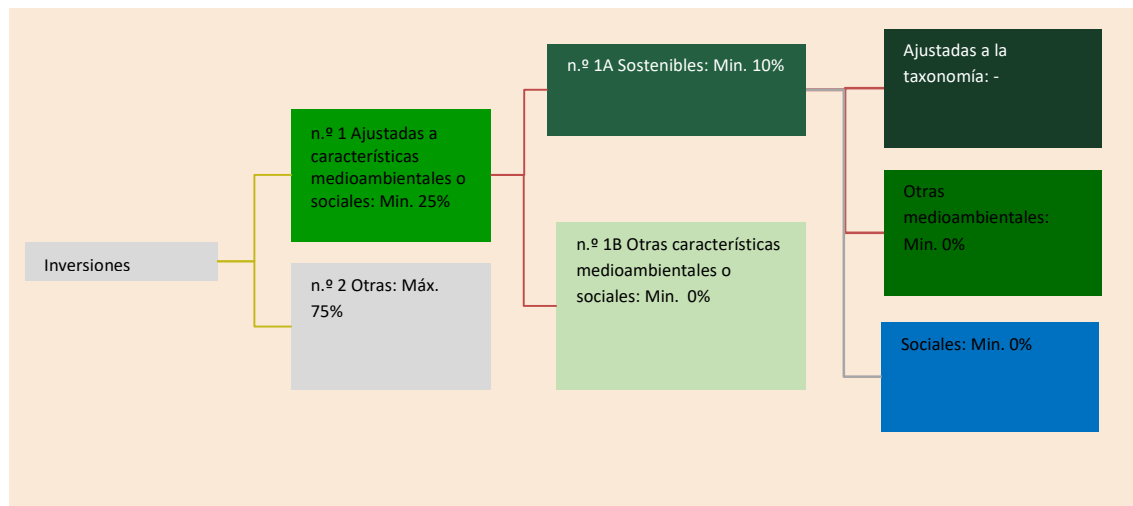 Inversiones
n.º 1 Ajustadas a
características
medioambientales o
sociales: Min. 25%
n.º 2 Otras: Máx.
75%
n.º 1A Sostenibles: Min. 10%
n.º 1B Otras características
medioambientales o
sociales: Min.  0%
Ajustadas a la
taxonomía: -
Otras
medioambientales:
Min. 0%
Sociales: Min. 0%